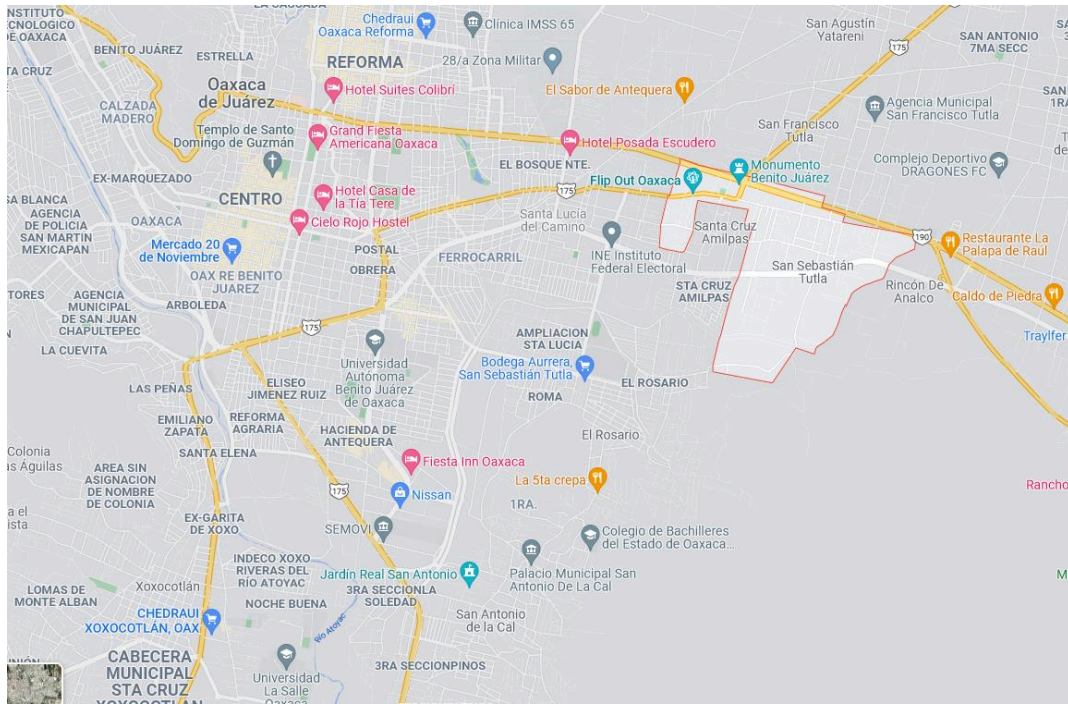 LA CASCADA
INSTITUTO
ECNOLÓGICO
DE OAXACA
Chedraui
Oaxaca Reforma
Clínica IMSS 65
San Agustín
Yatareni
SAN ANTONIO
7MA SECC
175
BENITO JUÁREZ
ESTRELLA
REFORMA
28/a Zona Militar
STA CRUZ
Oaxaca
de Juárez
Hotel Suites Colibrí
El Sabor de Antequera
SAN
1RA
CALZADA
MADERO
Agencia Municipal
San Francisco Tutla
Templo de Santo
Domingo de Guzmán
Grand Fiesta
Americana Oaxaca
Hotel Posada Escudero
San Francisco
Tutla
EL BOSQUE NTE.
Monumento
Benito Juárez
Complejo Deportivo
DRAGONES FC
EX-MARQUEZADO
Flip Out Oaxaca
175
CENTRO
Hotel Casa de
la Tía Tere
SA BLANCA
AGENCIA
DE POLICIA
SAN MARTIN
MEXICAPAN
OAXACA
Cielo Rojo Hostel
Santa Lucía
del Camino
Santa Cruz
Amilpas
190
Restaurante La
Palapa de Raúl
Mercado 20
de Noviembre
POSTAL
OBRERA
FERROCARRIL
INE Instituto
Federal Electoral
San Sebastián
Tutla
OAX RE BENITO
JUAREZ
STA CRUZ
AMILPAS
Rincón De
Analco
Caldo de Piedra
TORES
AGENCIA
MUNICIPAL
DE SAN JUAN
CHAPULTEPEC
ARBOLEDA
175
LA CUEVITA
Universidad
Autónoma
Benito Juárez
de Oaxaca
AMPLIACION
STA LUCIA
Traylfer
Bodega Aurrera,
San Sebastián Tutla
LAS PEÑAS
ELISEO
JIMENEZ RUIZ
EL ROSARIO
ROMA
EMILIANO
ZAPATA
REFORMA
AGRARIA
HACIENDA DE
ANTEQUERA
El Rosario
Colonia
as Águilas
SANTA ELENA
AREA SIN
ASIGNACION
DE NOMBRE
DE COLONIA
Fiesta Inn Oaxaca
La 5ta crepa
Rancho
175
Nissan
1RA.
a el
ista
EX-GARITA
DE XOXO
SEMOVI
Colegio de Bachilleres
del Estado de Oaxaca...
INDECO XOXO
RIVERAS DEL
RÍO ATOYAC
Jardín Real San Antonio
Palacio Municipal San
Antonio De La Cal
LOMAS DE
MONTE ALBAN
Xoxocotlán
3RA SECCIONLA
SOLEDAD
M
NOCHE BUENA
CHEDRAUI
XOXOCOTLÁN, OAX
San Antonio
de la Cal
Río Atoyac
CABECERA
MUNICIPAL
STA CRUZ
XOXOCOTLAN
3RA SECCIONPINOS
Universidad
La Salle
Oaxaca